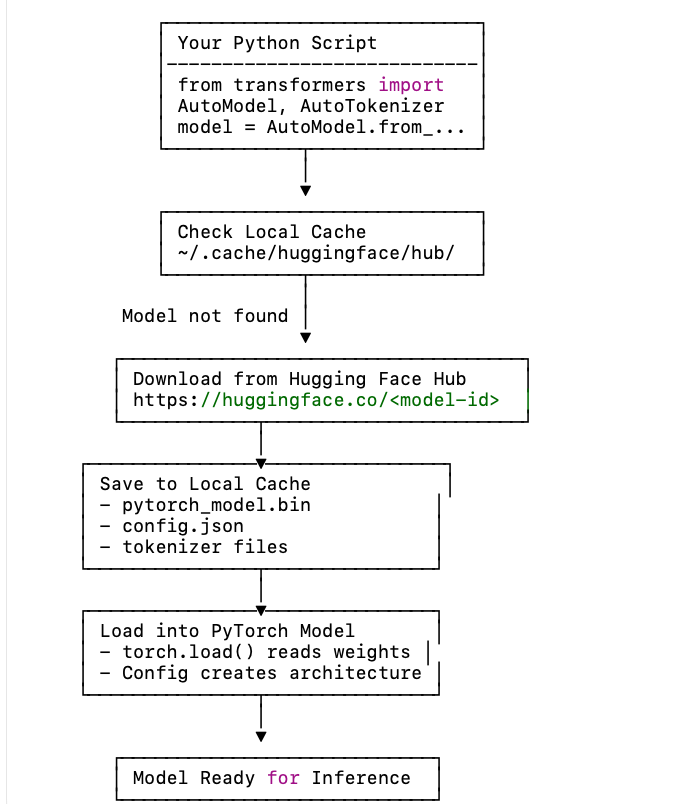 Your Python Script
from transformers import
AutoModel, AutoTokenizer
model = AutoModel.from_...
Check Local Cache
~/.cache/huggingface/hub/
Model not found
Download from Hugging Face Hub
https://huggingface.co/<model-id>
Save to Local Cache
- pytorch_model.bin
- config.json
- tokenizer files
Load into PyTorch Model
- torch.load() reads weights
- Config creates architecture
Model Ready for Inference